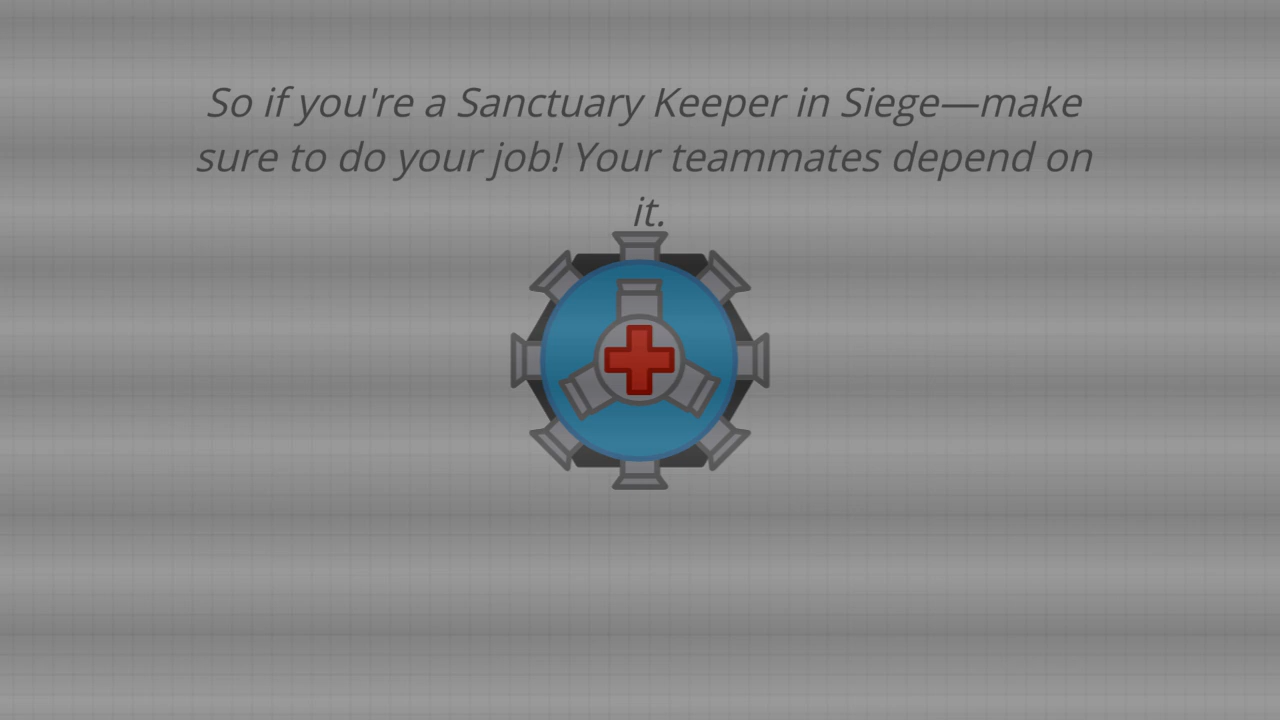 So if you're a Sanctuary Keeper in Siege—make
sure to do your job! Your teammates depend on
it.